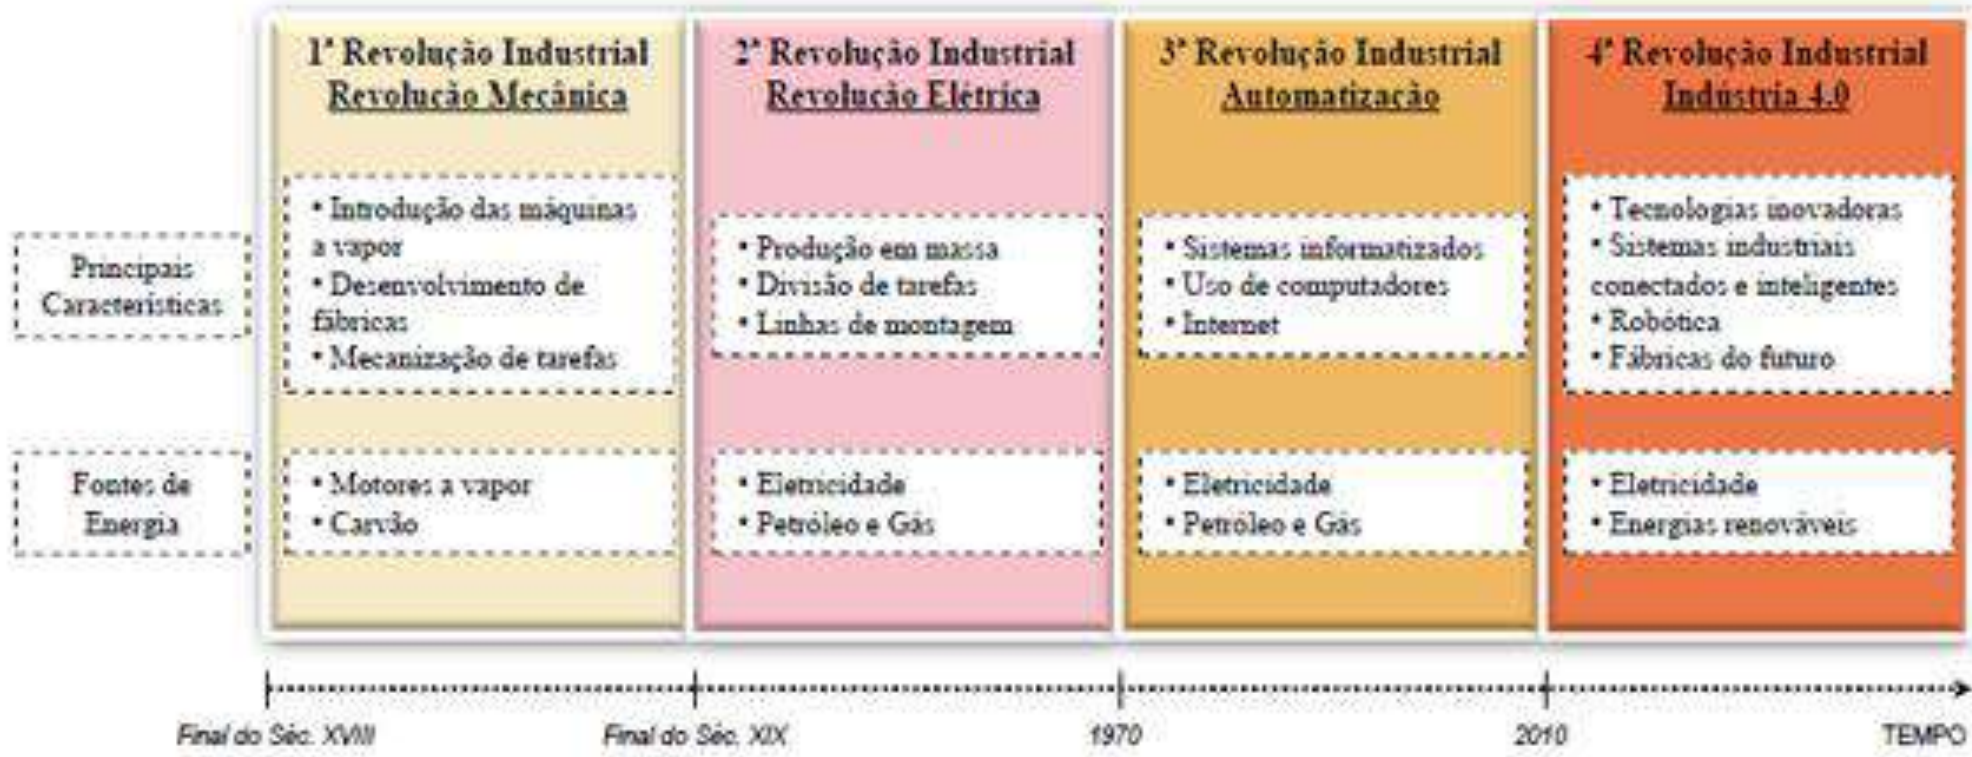 1ª Revolução Industrial
Revolução Mecânica
2ª Revolução Industrial
Revolução Elétrica
3ª Revolução Industrial
Automatização
4ª Revolução Industrial
Indústria 4.0
Principais
Características
• Introdução das máquinas
a vapor
• Desenvolvimento de
fábricas
• Mecanização de tarefas
• Produção em massa
• Divisão de tarefas
• Linhas de montagem
• Sistemas informatizados
• Uso de computadores
• Internet
• Tecnologias inovadoras
• Sistemas industriais
conectados e inteligentes
• Robótica
• Fábricas do futuro
Fontes de
Energia
• Motores a vapor
• Carvão
• Eletricidade
• Petróleo e Gás
• Eletricidade
• Petróleo e Gás
• Eletricidade
• Energias renováveis
Final do Séc. XVIII
Final do Séc. XIX
1970
2010
TEMPO